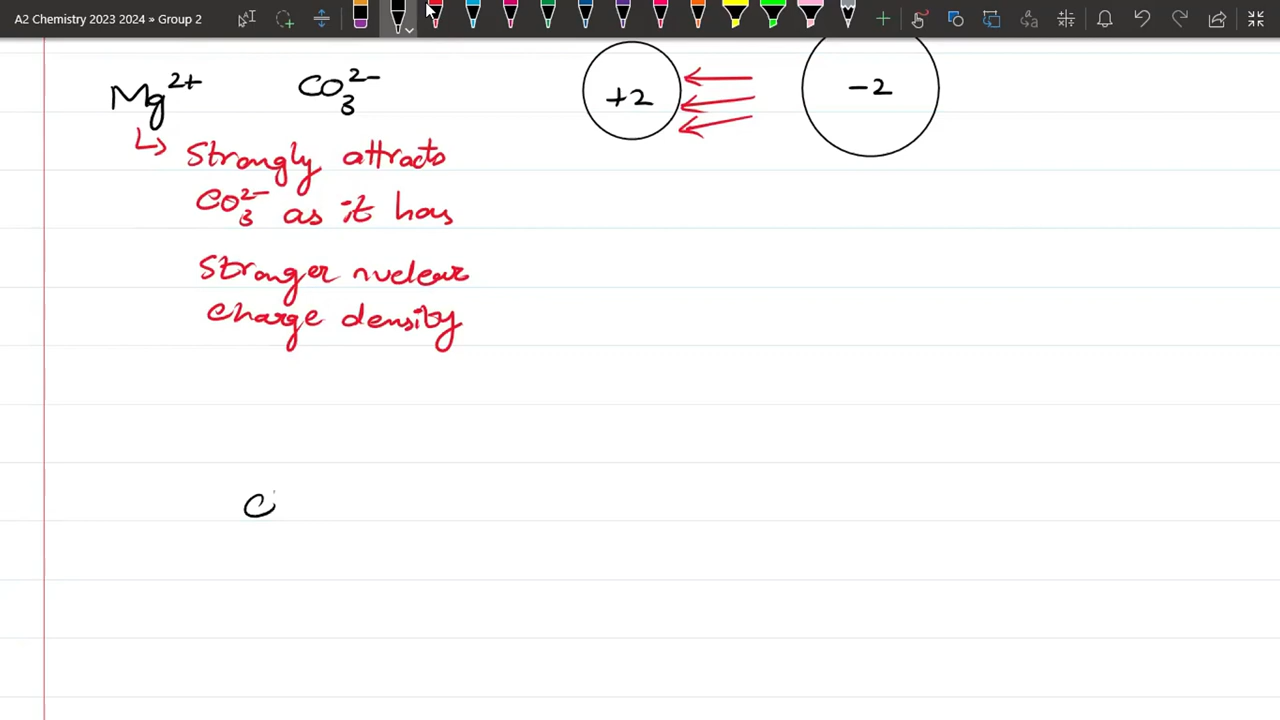 A2 Chemistry 2023 2024 » Group 2
Mg²⁺ CO₃²⁻ +2 -2
↳ Strongly attracts
CO₃²⁻ as it has
Stronger nuclear
charge density
C